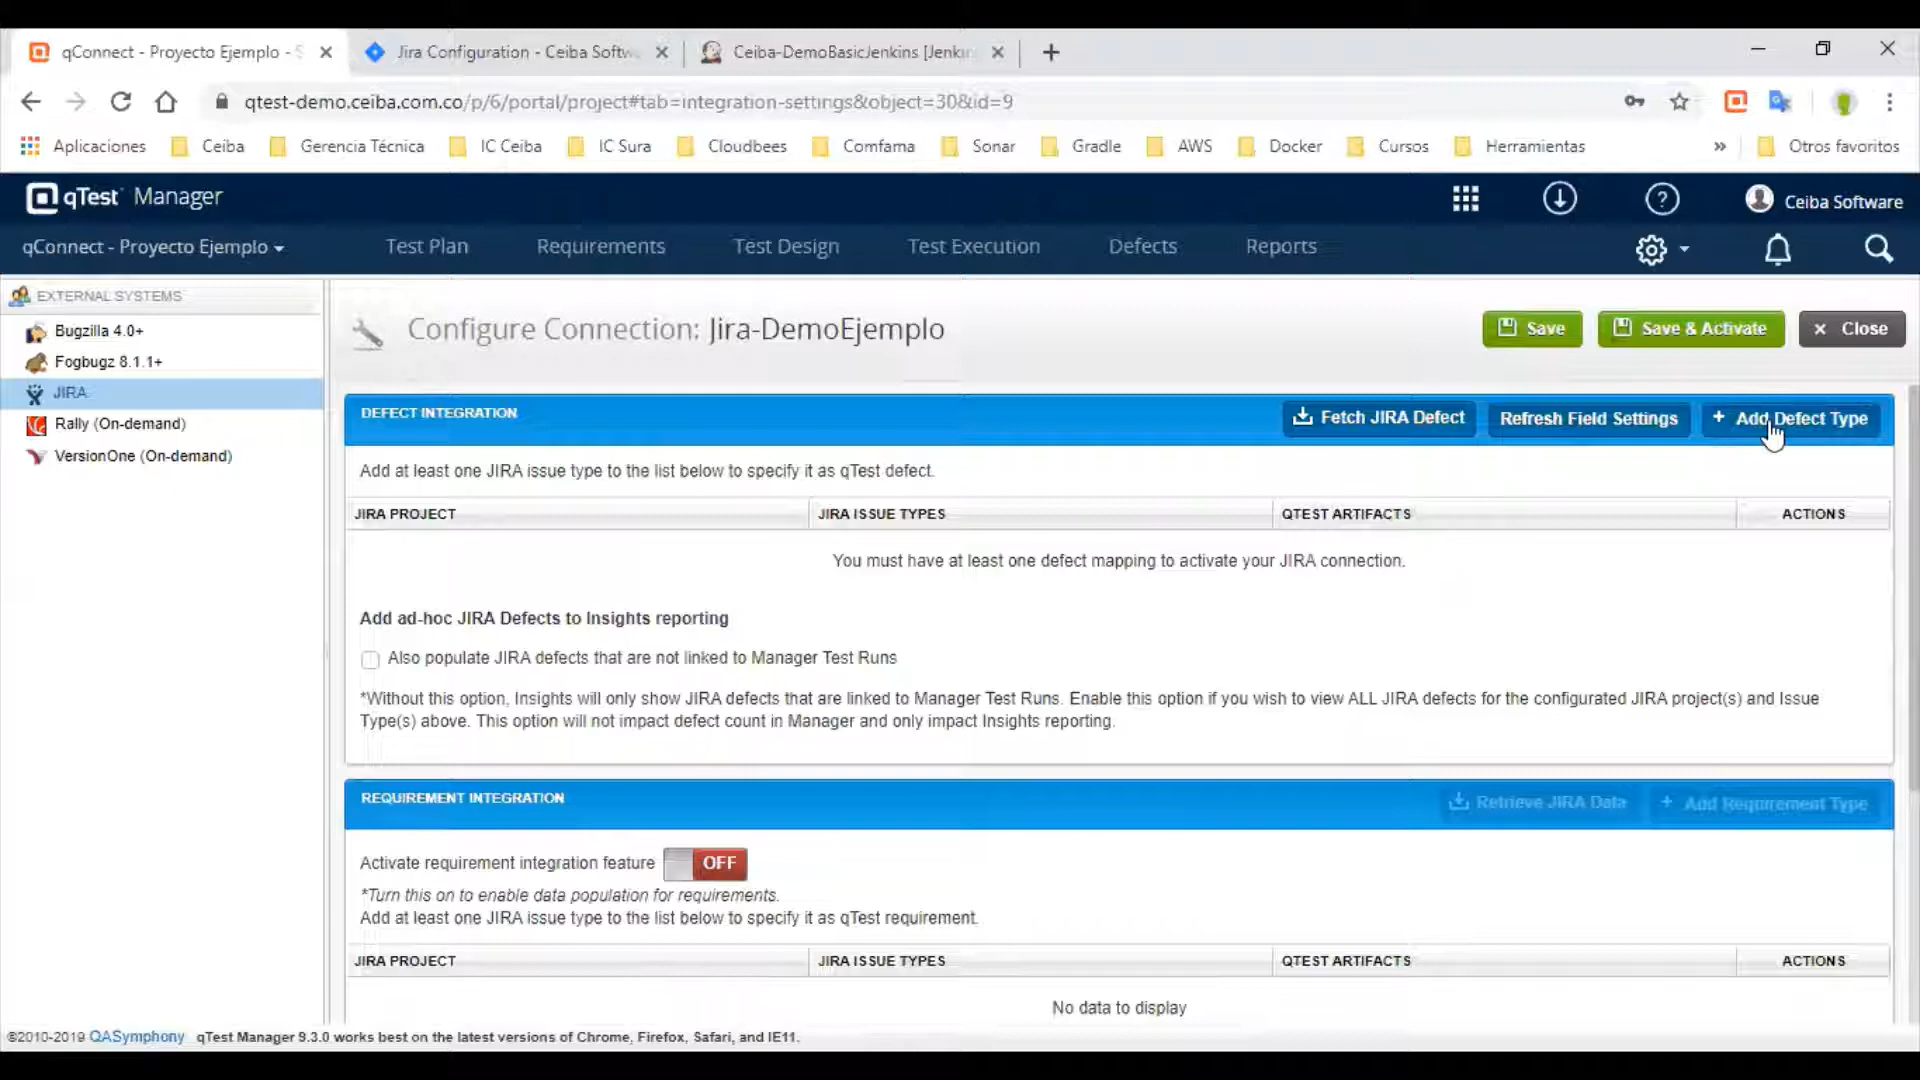 qConnect - Proyecto Ejemplo - S
Jira Configuration - Ceiba Softw
Ceiba-DemoBasicJenkins [Jenkin
qtest-demo.ceiba.com.co/p/6/portal/project#tab=integration-settings&object=30&id=9
Aplicaciones Ceiba Gerencia Técnica IC Ceiba IC Sura Cloudbees Comfama Sonar Gradle AWS Docker Cursos Herramientas » Otros favoritos
qTest Manager
Ceiba Software
qConnect - Proyecto Ejemplo Test Plan Requirements Test Design Test Execution Defects Reports
EXTERNAL SYSTEMS
Bugzilla 4.0+
Fogbugz 8.1.1+
JIRA
Rally (On-demand)
VersionOne (On-demand)
Configure Connection: Jira-DemoEjemplo
Save Save & Activate × Close
DEFECT INTEGRATION Fetch JIRA Defect Refresh Field Settings + Add Defect Type
Add at least one JIRA issue type to the list below to specify it as qTest defect.
JIRA PROJECT JIRA ISSUE TYPES QTEST ARTIFACTS ACTIONS
You must have at least one defect mapping to activate your JIRA connection.
Add ad-hoc JIRA Defects to Insights reporting
Also populate JIRA defects that are not linked to Manager Test Runs
*Without this option, Insights will only show JIRA defects that are linked to Manager Test Runs. Enable this option if you wish to view ALL JIRA defects for the configurated JIRA project(s) and Issue
Type(s) above. This option will not impact defect count in Manager and only impact Insights reporting.
REQUIREMENT INTEGRATION Retrieve JIRA Data + Add Requirement Type
Activate requirement integration feature OFF
*Turn this on to enable data population for requirements.
Add at least one JIRA issue type to the list below to specify it as qTest requirement.
JIRA PROJECT JIRA ISSUE TYPES QTEST ARTIFACTS ACTIONS
No data to display
©2010-2019 QASymphony qTest Manager 9.3.0 works best on the latest versions of Chrome, Firefox, Safari, and IE11.